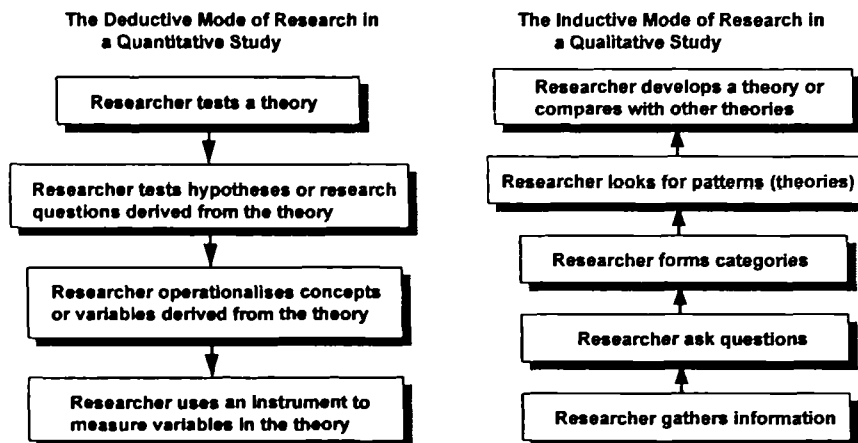 The Deductive Mode of Research in
a Quantitative Study
Researcher tests a theory
Researcher tests hypotheses or research
questions derived from the theory
Researcher operationalises concepts
or variables derived from the theory
Researcher uses an instrument to
measure variables in the theory
The Inductive Mode of Research in
a Qualitative Study
Researcher develops a theory or
compares with other theories
Researcher looks for patterns (theories)
Researcher forms categories
Researcher ask questions
Researcher gathers information